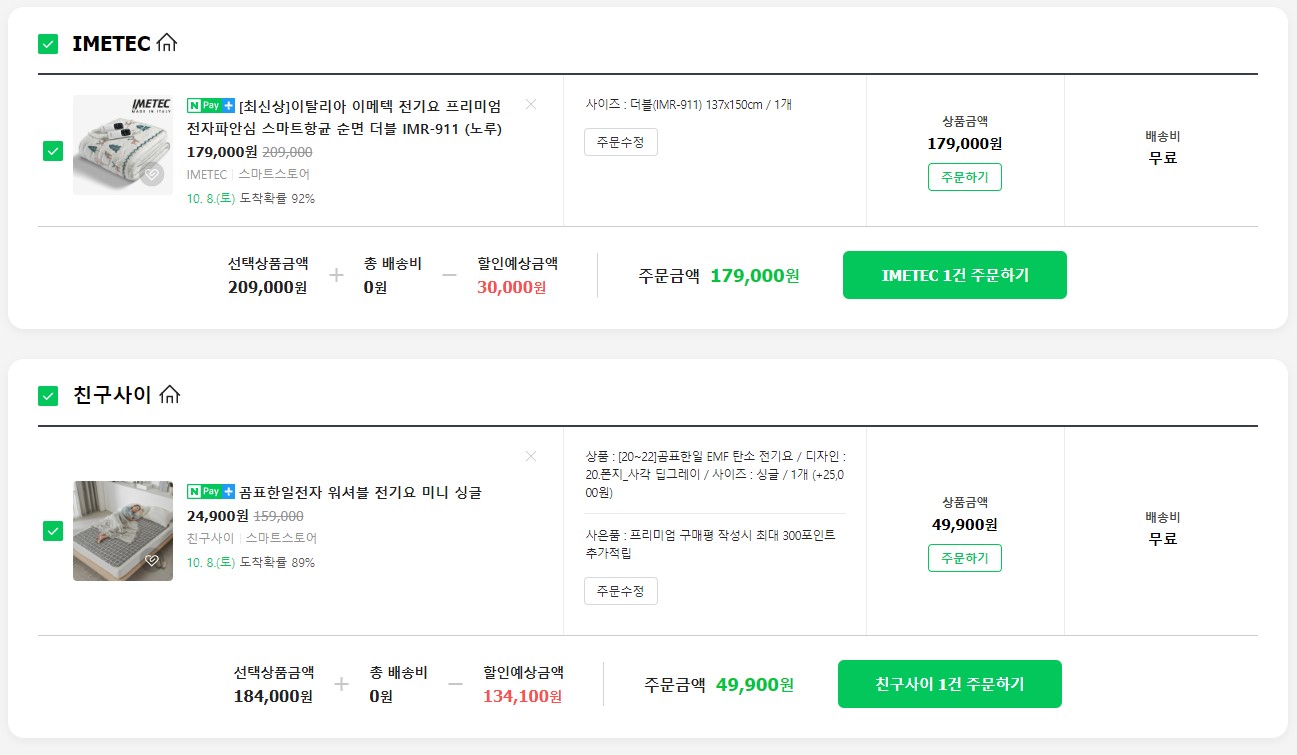 IMETEC
IMETEC
MADE IN ITALY
N Pay + [최신상]이탈리아 이메텍 전기요 프리미엄
전자파안심 스마트항균 순면 더블 IMR-911 (노루)
179,000원 209,000
IMETEC 스마트스토어
10. 8.(토) 도착확률 92%
사이즈 : 더블(IMR-911) 137x150cm / 1개
주문수정
상품금액
179,000원
주문하기
배송비
무료
선택상품금액
209,000원
+
총 배송비
0원
−
할인예상금액
30,000원
주문금액 179,000원
IMETEC 1건 주문하기
친구사이
N Pay + 곰표한일전자 워셔블 전기요 미니 싱글
24,900원 159,000
친구사이 스마트스토어
10. 8.(토) 도착확률 89%
상품 : [20~22]곰표한일 EMF 탄소 전기요 / 디자인 :
20.폰지_사각 딥그레이 / 사이즈 : 싱글 / 1개 (+25,0
00원)
사은품 : 프리미엄 구매평 작성시 최대 300포인트
추가적립
주문수정
상품금액
49,900원
주문하기
배송비
무료
선택상품금액
184,000원
+
총 배송비
0원
−
할인예상금액
134,100원
주문금액 49,900원
친구사이 1건 주문하기